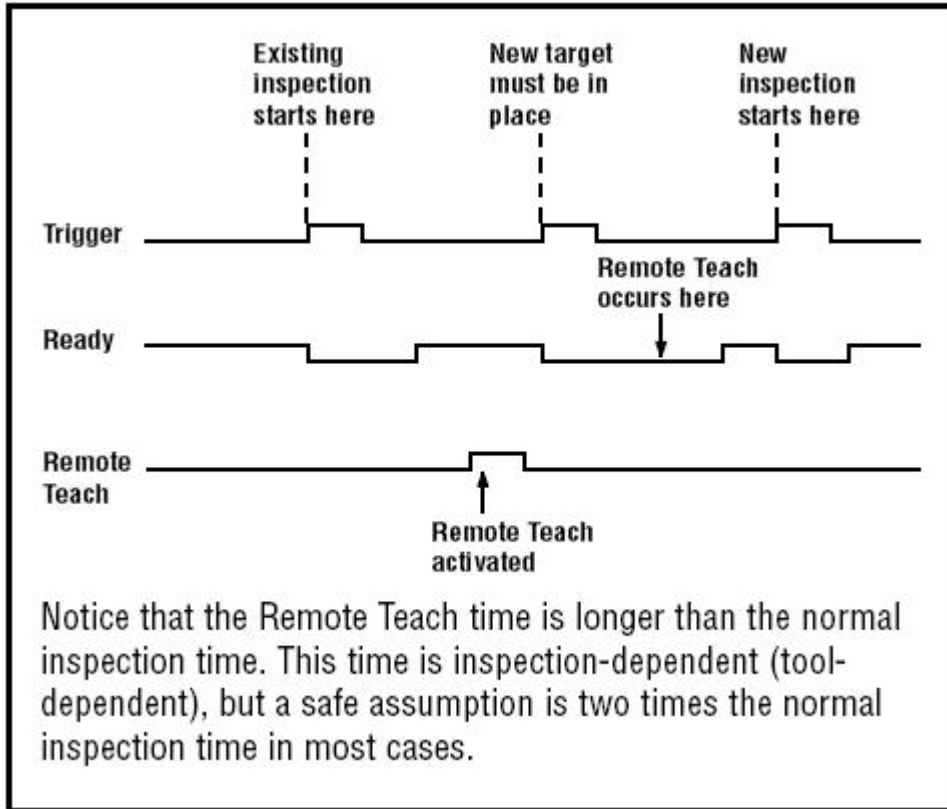 Existing
inspection
starts here
New target
must be in
place
New
inspection
starts here
Trigger
Remote Teach
occurs here
Ready
Remote
Teach
Remote Teach
activated
Notice that the Remote Teach time is longer than the normal
inspection time. This time is inspection-dependent (tool-
dependent), but a safe assumption is two times the normal
inspection time in most cases.